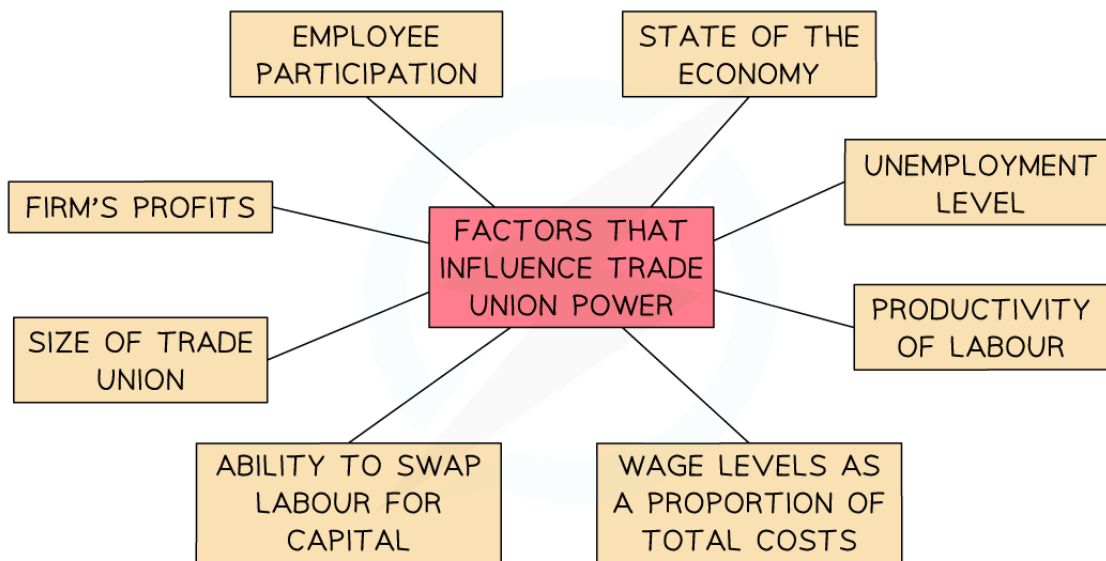 EMPLOYEE
PARTICIPATION
STATE OF THE
ECONOMY
UNEMPLOYMENT
LEVEL
FIRM'S PROFITS
FACTORS THAT
INFLUENCE TRADE
UNION POWER
PRODUCTIVITY
OF LABOUR
SIZE OF TRADE
UNION
ABILITY TO SWAP
LABOUR FOR
CAPITAL
WAGE LEVELS AS
A PROPORTION OF
TOTAL COSTS